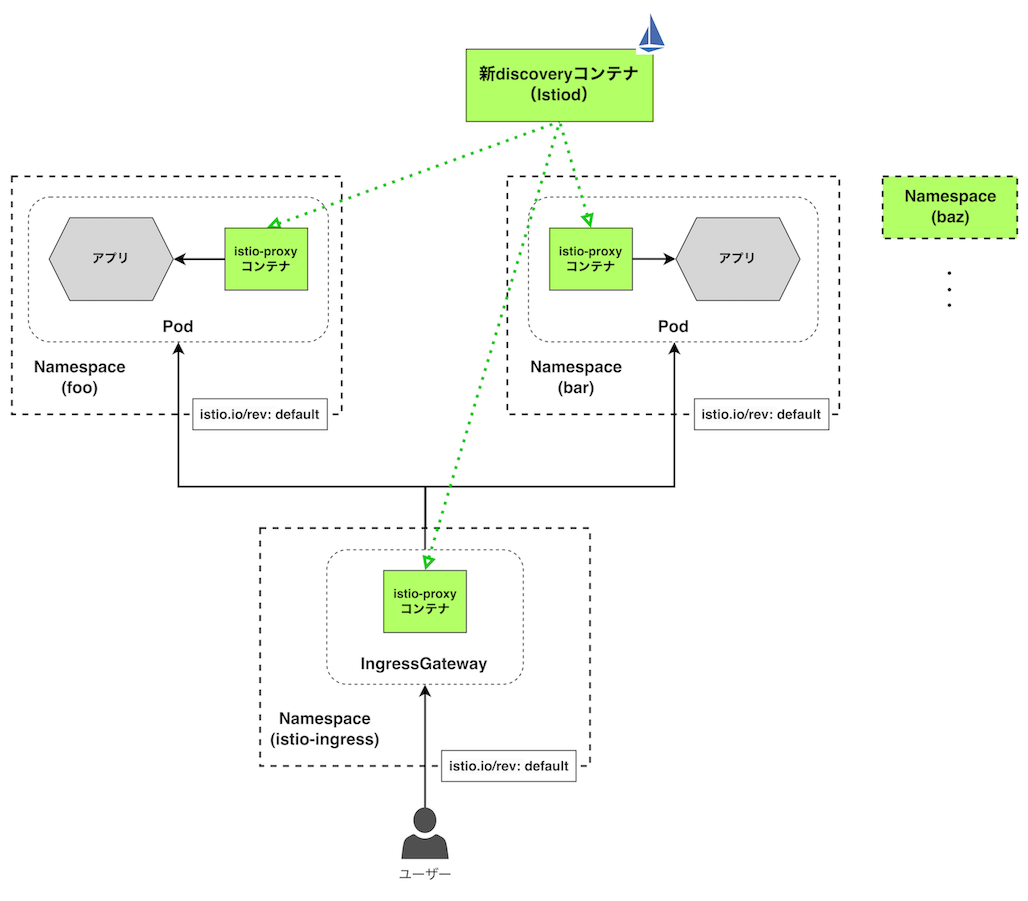 新discoveryコンテナ
（Istiod）
アプリ
istio-proxy
コンテナ
Pod
Namespace
(foo)
istio.io/rev: default
istio-proxy
コンテナ
アプリ
Pod
Namespace
(bar)
istio.io/rev: default
Namespace
(baz)
istio-proxy
コンテナ
IngressGateway
Namespace
(istio-ingress)
istio.io/rev: default
ユーザー